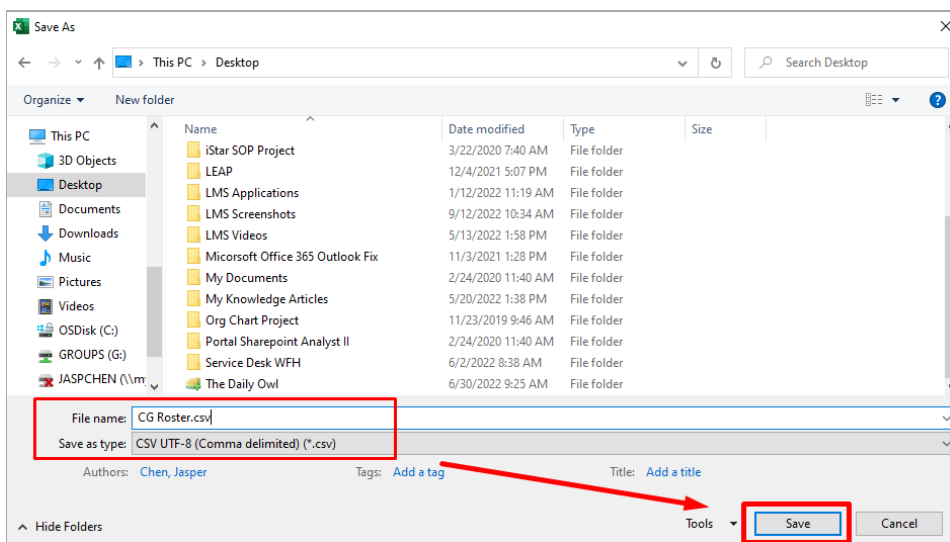 Save As
This PC > Desktop
Search Desktop
Organize
New folder
Name Date modified Type Size
This PC
3D Objects
Desktop
Documents
Downloads
Music
Pictures
Videos
OSDisk (C:)
GROUPS (G:)
JASPCHEN (\\my
iStar SOP Project 3/22/2020 7:40 AM File folder
LEAP 12/4/2021 5:07 PM File folder
LMS Applications 1/12/2022 11:19 AM File folder
LMS Screenshots 9/12/2022 10:34 AM File folder
LMS Videos 5/13/2022 1:58 PM File folder
Micorsoft Office 365 Outlook Fix 11/3/2021 1:28 PM File folder
My Documents 2/24/2020 11:40 AM File folder
My Knowledge Articles 5/20/2022 1:38 PM File folder
Org Chart Project 11/23/2019 9:46 AM File folder
Portal Sharepoint Analyst II 2/24/2020 11:40 AM File folder
Service Desk WFH 6/2/2022 8:38 AM File folder
The Daily Owl 6/30/2022 9:25 AM File folder
File name: CG Roster.csv
Save as type: CSV UTF-8 (Comma delimited) (*.csv)
Authors: Chen, Jasper Tags: Add a tag Title: Add a title
Hide Folders Tools Save Cancel